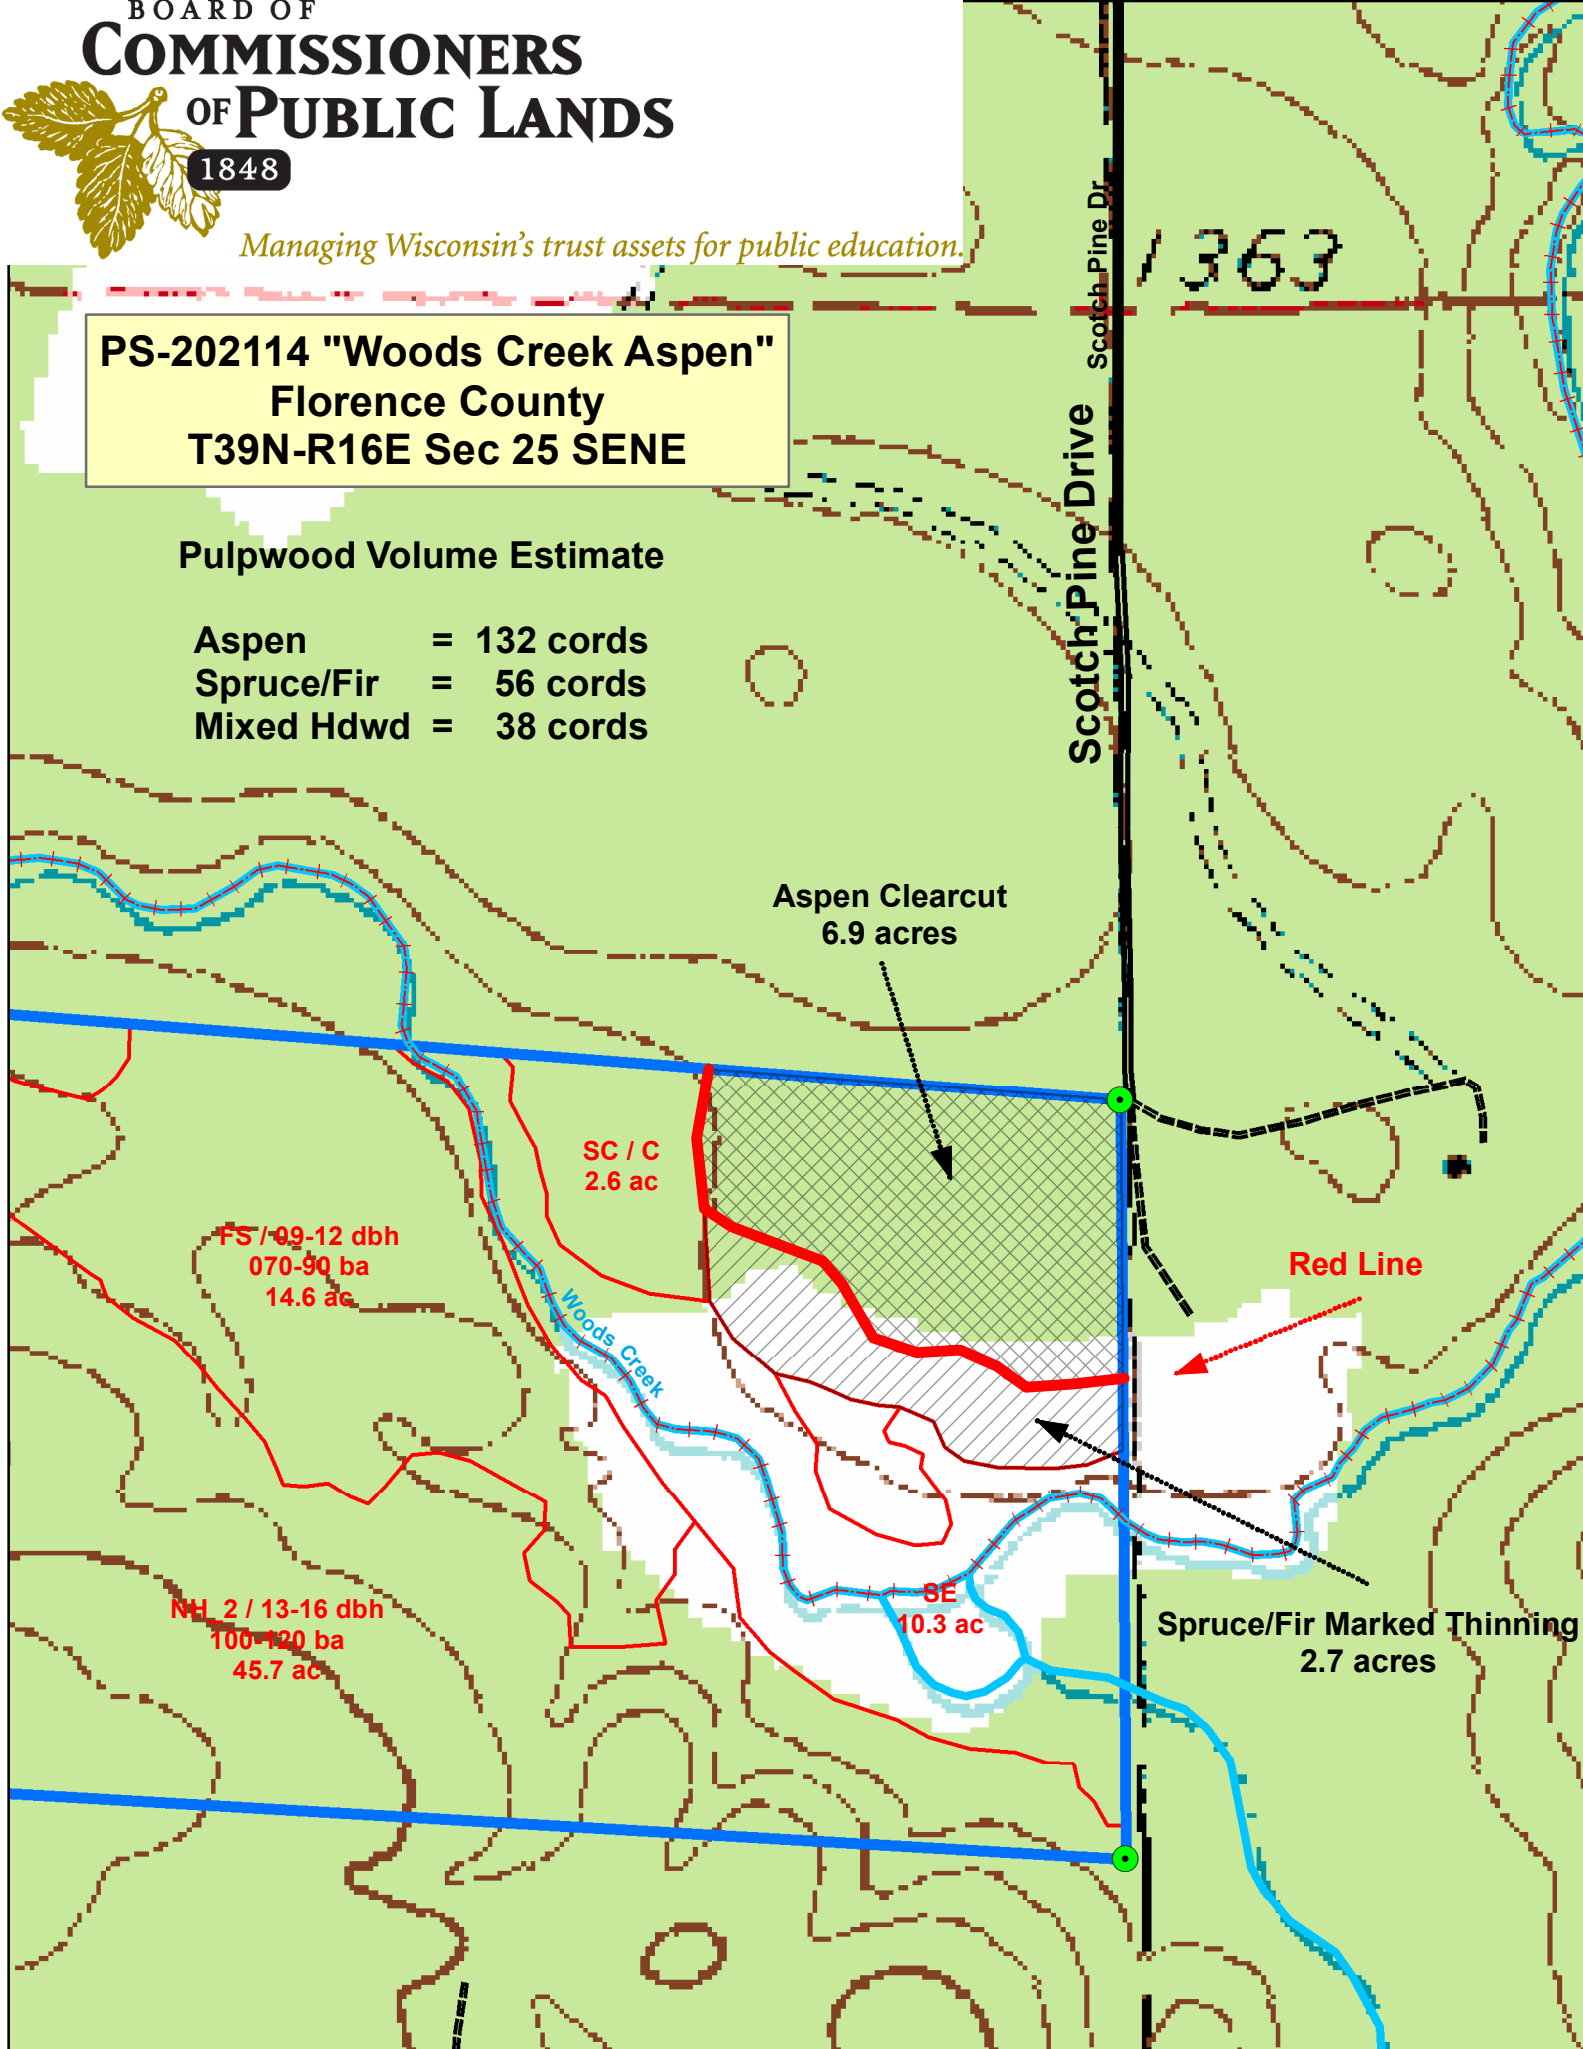 BOARD OF
COMMISSIONERS
OF PUBLIC LANDS
1848
Managing Wisconsin's trust assets for public education.
Scotch Pine Dr
1363
PS-202114 "Woods Creek Aspen"
Florence County
T39N-R16E Sec 25 SENE
Scotch Pine Drive
Pulpwood Volume Estimate
Aspen = 132 cords
Spruce/Fir = 56 cords
Mixed Hdwd = 38 cords
Aspen Clearcut
6.9 acres
SC / C
2.6 ac
FS / 09-12 dbh
070-90 ba
14.6 ac
Red Line
Woods Creek
SE
10.3 ac
NH 2 / 13-16 dbh
100-120 ba
45.7 ac
Spruce/Fir Marked Thinning
2.7 acres